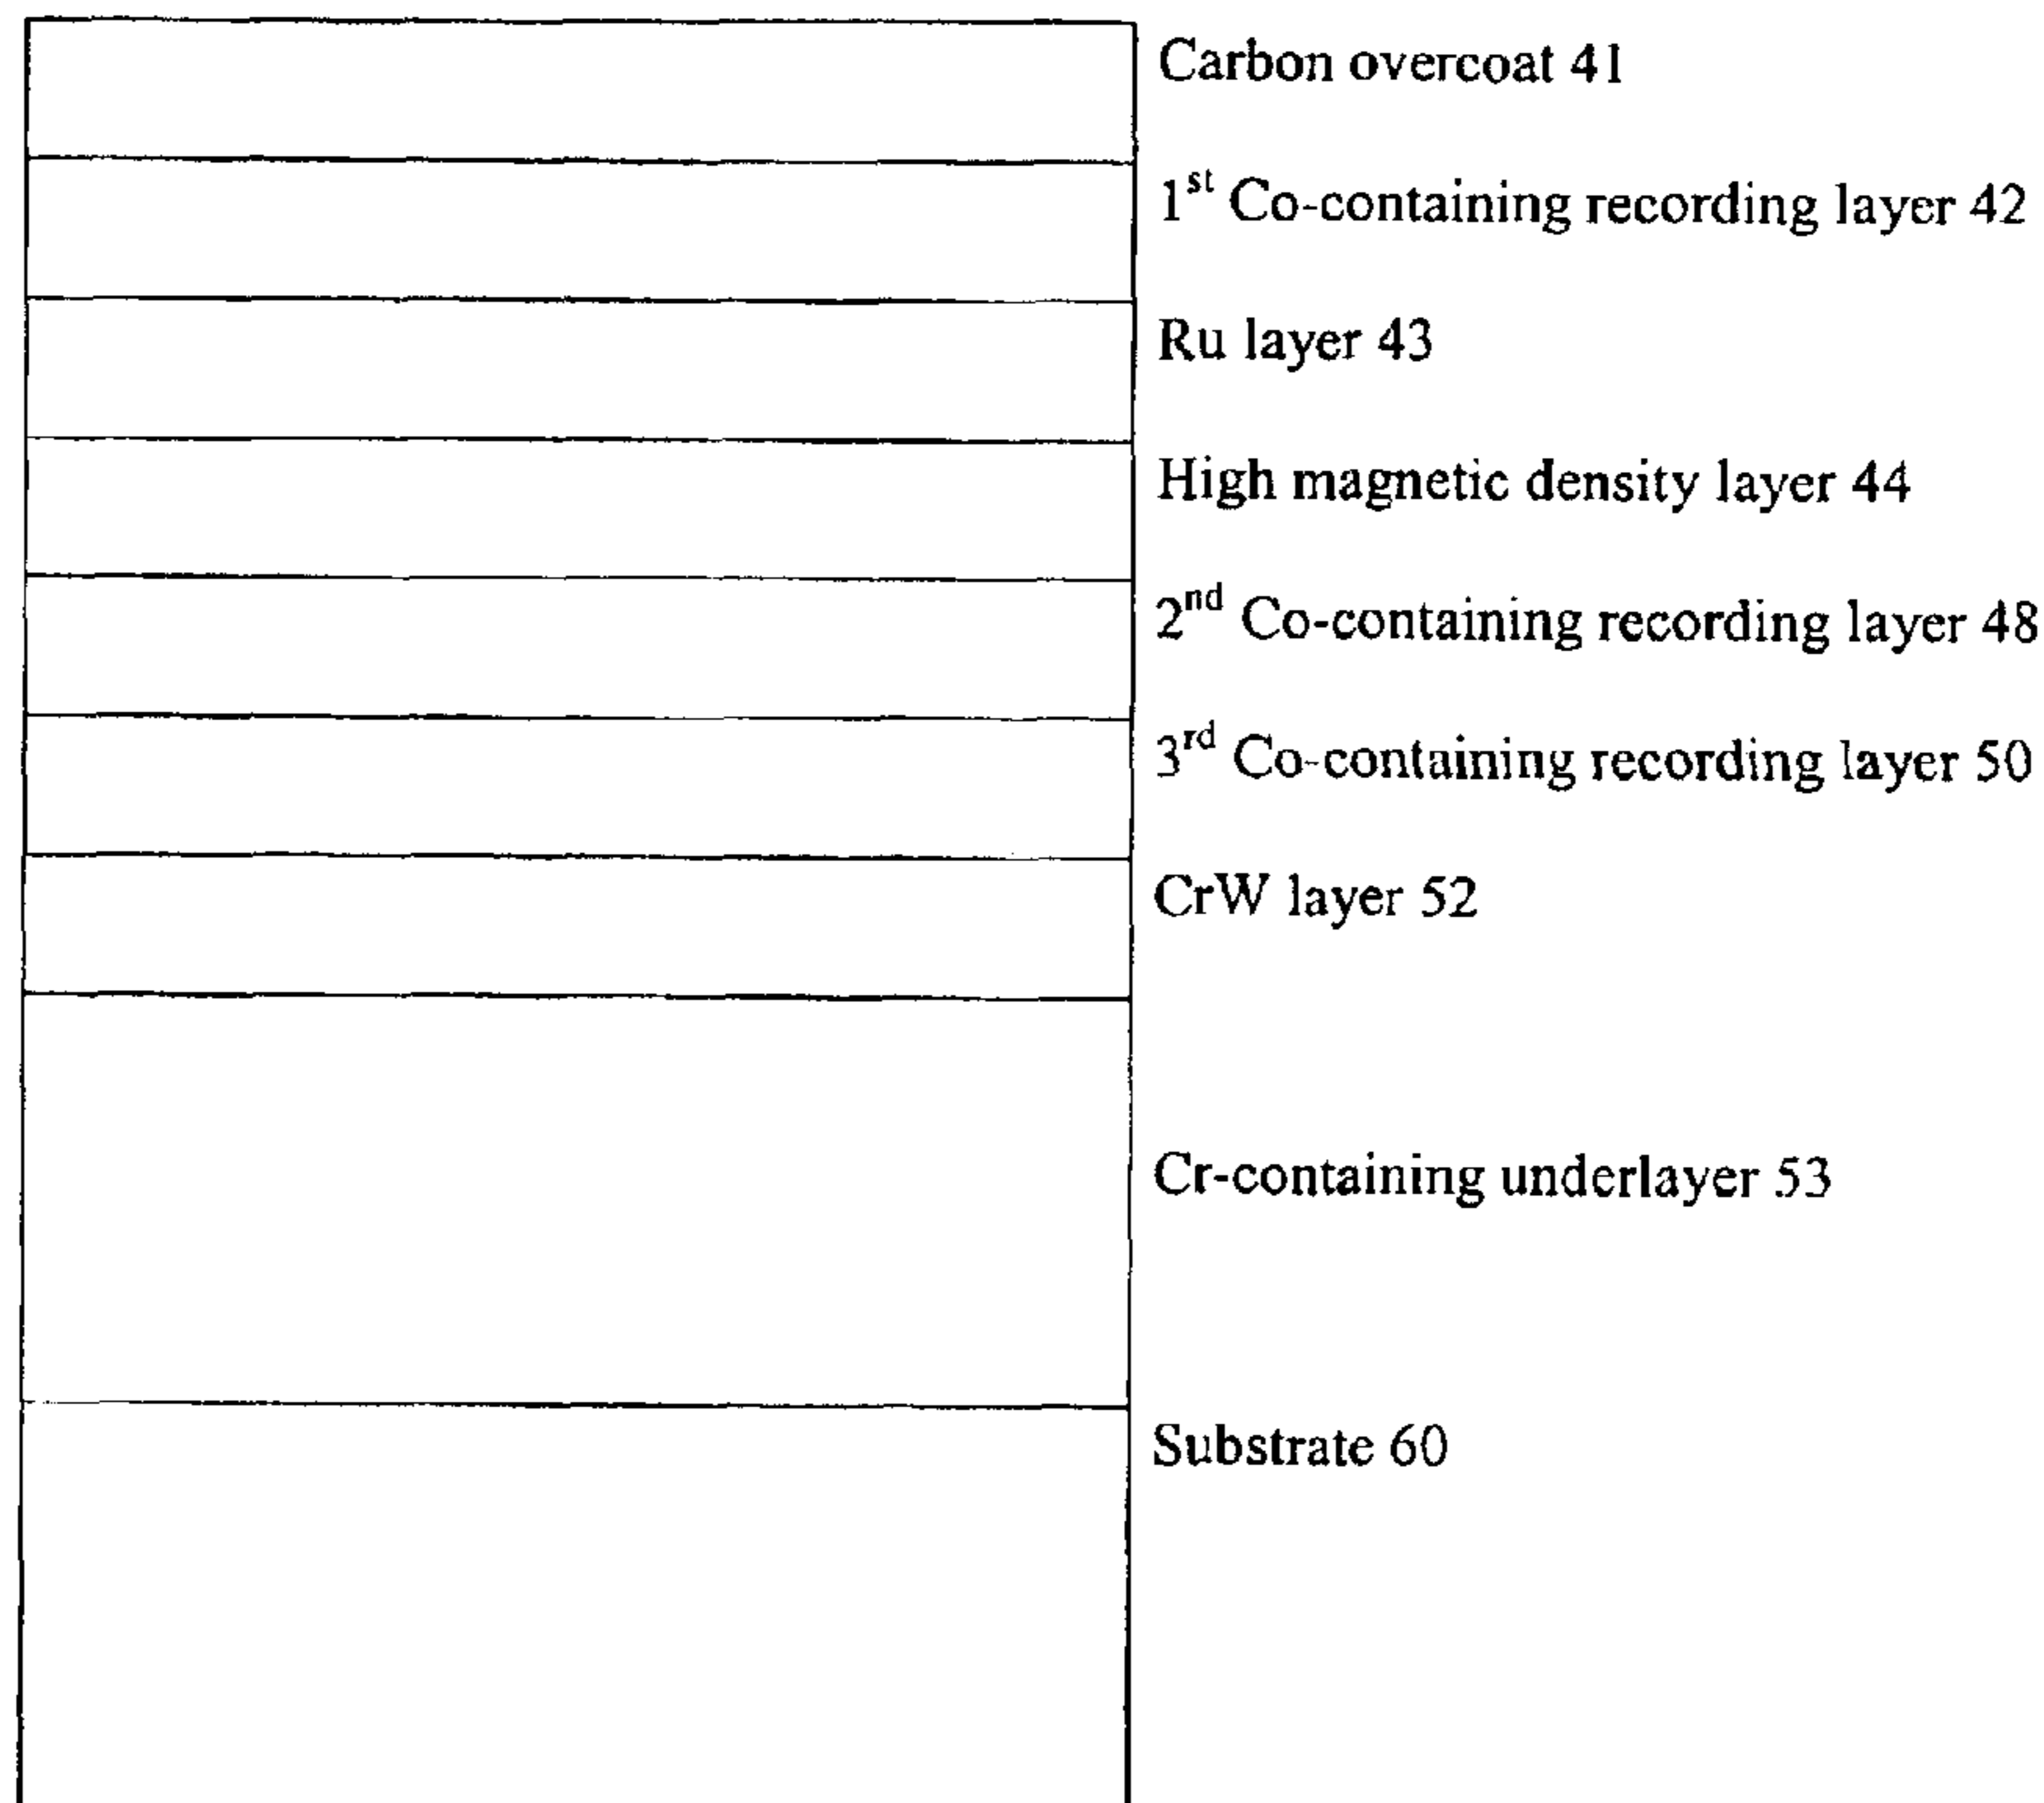 Carbon overcoat 41
1st Co-containing recording layer 42
Ru layer 43
High magnetic density layer 44
2nd Co-containing recording layer 48
3rd Co-containing recording layer 50
CrW layer 52
Cr-containing underlayer 53
Substrate 60